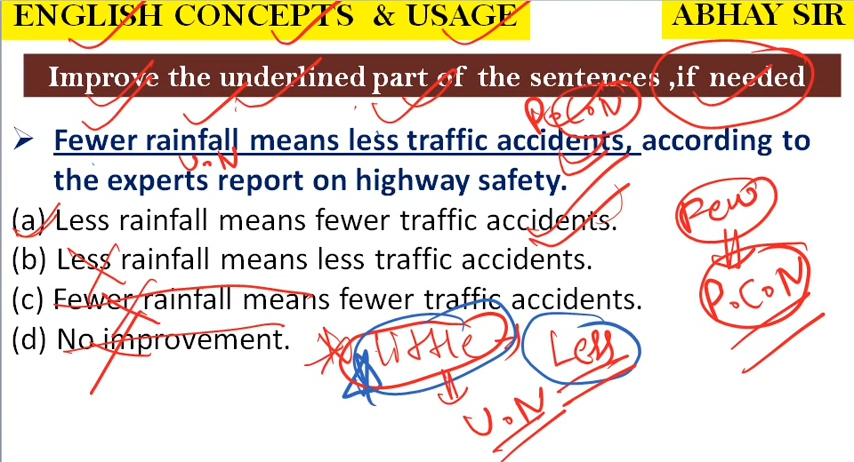 ENGLISH CONCEPTS & USAGE
ABHAY SIR
Improve the underlined part of the sentences ,if needed
P.C.N
➤ Fewer rainfall means less traffic accidents, according to
U.N
the experts report on highway safety.
(a) Less rainfall means fewer traffic accidents.
Few
(b) Less rainfall means less traffic accidents.
(c) Fewer rainfall means fewer traffic accidents.
P.C.N
(d) No improvement.
Little
Less
U.N